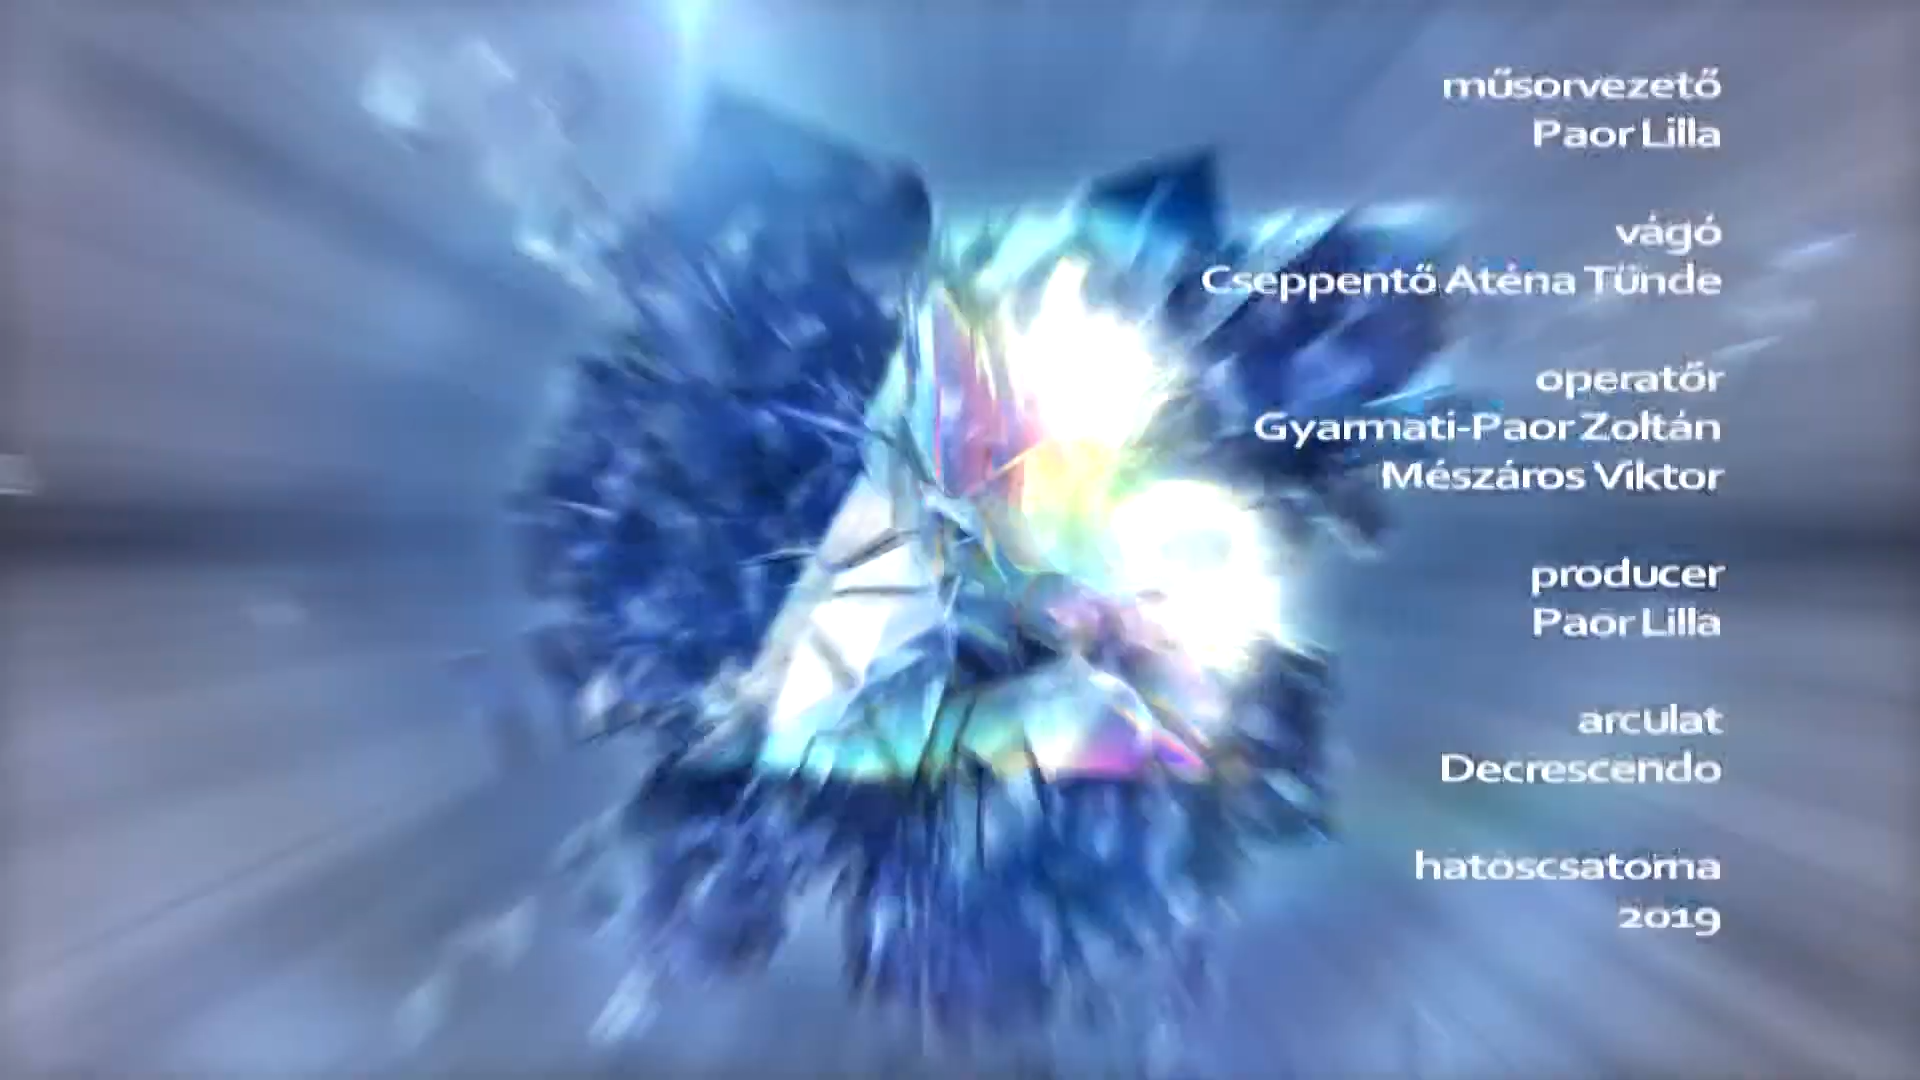 műsorvezető
Paor Lilla
vágó
Cseppentő Aténa Tünde
operatőr
Gyarmati-Paor Zoltán
Mészáros Viktor
producer
Paor Lilla
arculat
Decrescendo
hatoscsatorna
2019